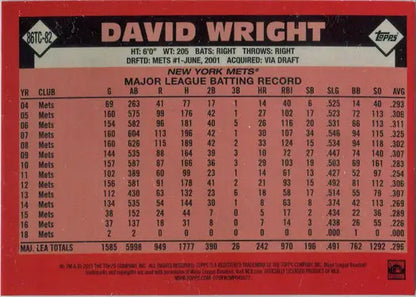 86TC-82
DAVID WRIGHT
topps
HT: 6'0" WT: 205 BATS: RIGHT THROWS: RIGHT
DRFTD: METS #1-JUNE, 2001 ACQUIRED: VIA DRAFT
NEW YORK METS®
MAJOR LEAGUE BATTING RECORD
YR CLUB G AB R H 2B 3B HR RBI SB SLG BB SO AVG
04 Mets 69 263 41 77 17 1 14 40 6 .525 14 40 .293
05 Mets 160 575 99 176 42 1 27 102 17 .523 72 113 .306
06 Mets 154 582 96 181 40 5 26 116 20 .531 66 113 .311
07 Mets 160 604 113 196 42 1 30 107 34 .546 94 115 .325
08 Mets 160 626 115 189 42 2 33 124 15 .534 94 118 .302
09 Mets 144 535 88 164 39 3 10 72 27 .447 74 140 .307
10 Mets 157 587 87 166 36 3 29 103 19 .503 69 161 .283
11 Mets 102 389 60 99 23 1 14 61 13 .427 52 97 .254
12 Mets 156 581 91 178 41 2 21 93 15 .492 81 112 .306
13 Mets 112 430 63 132 23 6 18 58 17 .514 55 79 .307
14 Mets 134 535 54 144 30 1 8 63 8 .374 42 113 .269
15 Mets 38 152 24 44 7 0 5 17 2 .434 22 36 .289
16 Mets 37 137 18 31 8 0 7 14 3 .438 26 55 .226
18 Mets 2 2 0 0 0 0 0 0 0 .000 1 0 .000
MAJ. LEA TOTALS 1585 5998 949 1777 390 26 242 970 196 .491 762 1292 .296